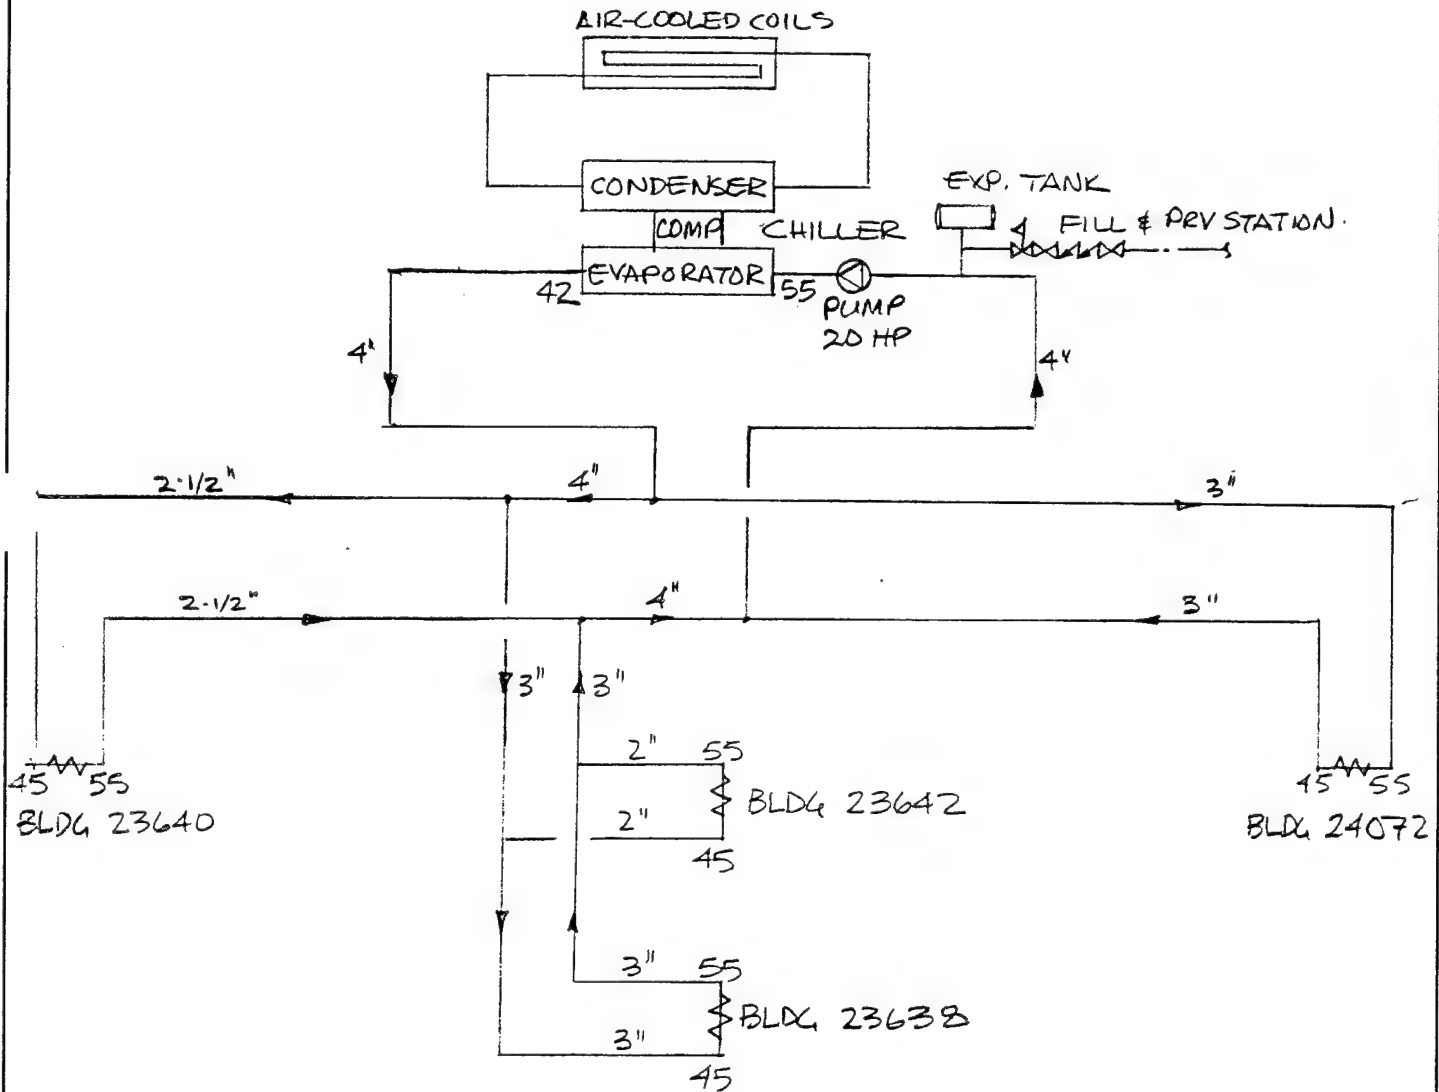 AIR-COOLED COILS
CONDENSER
EXP. TANK
COMP CHILLER
FILL & PRV STATION.
EVAPORATOR
42
55
PUMP
20 HP
4"
4"
2-1/2"
4"
3"
2-1/2"
4"
3"
3"
3"
2"
55
45
55
BLDG 23640
BLDG 23642
2"
45
45
55
BLDG 24072
3"
55
BLDG 23638
3"
45